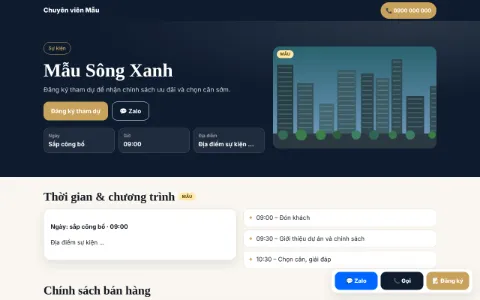 Chuyên viên Mẫu
📞 0900 000 000
Sự kiện
Mẫu Sông Xanh
Đăng ký tham dự để nhận chính sách ưu đãi và chọn căn sớm.
Đăng ký tham dự
💬 Zalo
Ngày
Sắp công bố
Giờ
09:00
Địa điểm
Địa điểm sự kiện ...
MẪU
Thời gian & chương trình MẪU
Ngày: sắp công bố · 09:00
Địa điểm sự kiện ...
09:00 – Đón khách
09:30 – Giới thiệu dự án và chính sách
10:30 – Chọn căn, giải đáp
💬 Zalo
📞 Gọi
📝 Đăng ký
Chính sách bán hàng